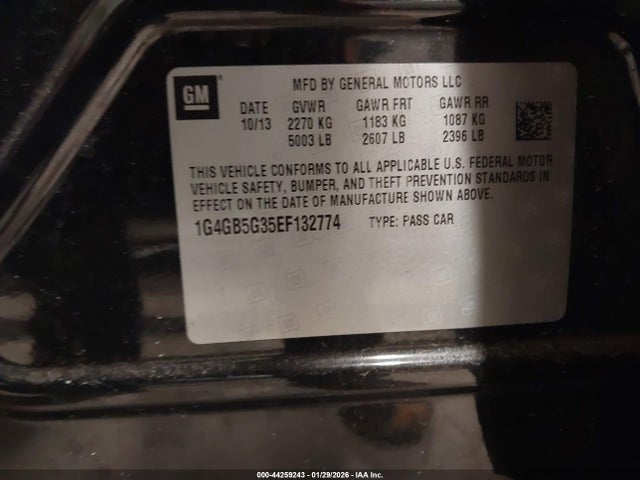 GM
MFD BY GENERAL MOTORS LLC
DATE GVWR GAWR FRT GAWR RR
10/13 2270 KG 1183 KG 1087 KG
5003 LB 2607 LB 2396 LB
THIS VEHICLE CONFORMS TO ALL APPLICABLE U.S. FEDERAL MOTOR
VEHICLE SAFETY, BUMPER, AND THEFT PREVENTION STANDARDS IN
EFFECT ON THE DATE OF MANUFACTURE SHOWN ABOVE.
1G4GB5G35EF132774 TYPE: PASS CAR
000-44259243 - 01/29/2026 - IAA Inc.